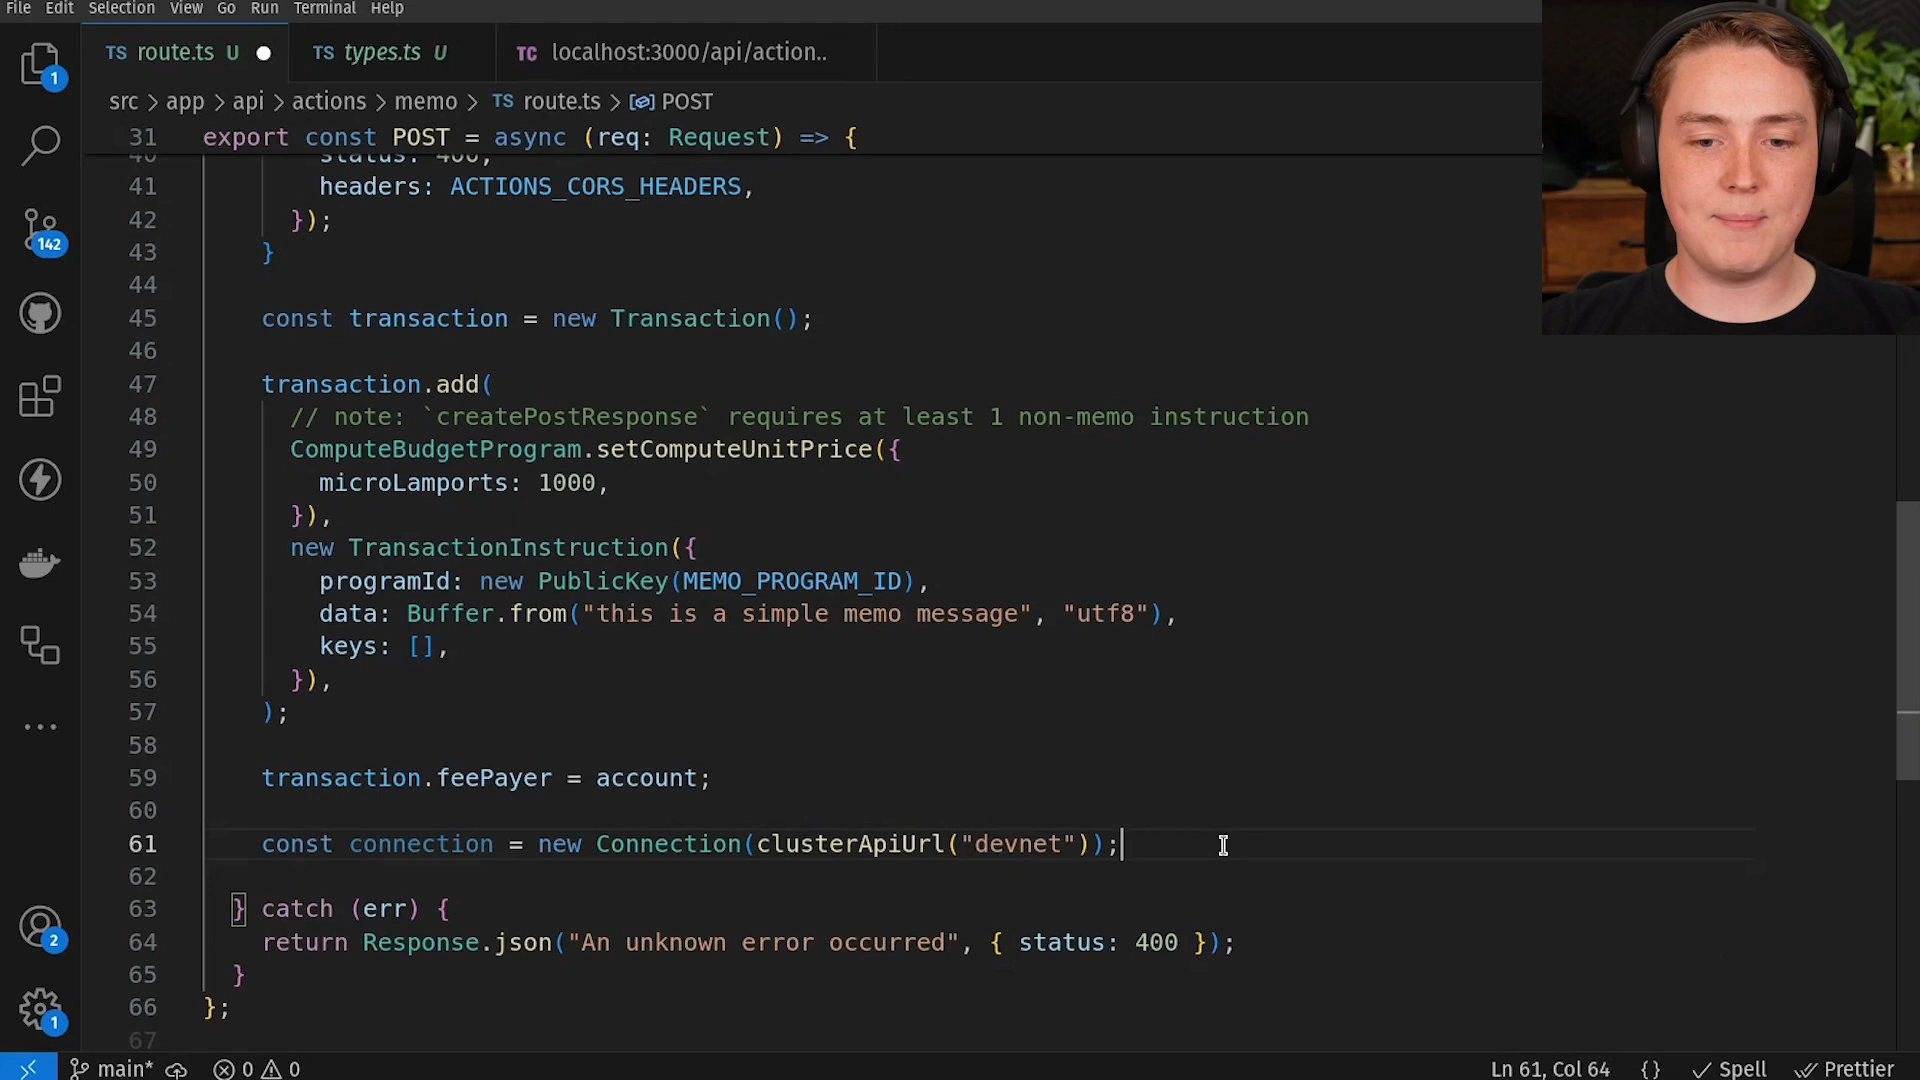 File Edit Selection View Go Run Terminal Help
TS route.ts U TS types.ts U TC localhost:3000/api/action..
src > app > api > actions > memo > TS route.ts > POST
31 export const POST = async (req: Request) => {
40 status: 400,
41 headers: ACTIONS_CORS_HEADERS,
42 });
43 }
44
45 const transaction = new Transaction();
46
47 transaction.add(
48 // note: `createPostResponse` requires at least 1 non-memo instruction
49 ComputeBudgetProgram.setComputeUnitPrice({
50 microLamports: 1000,
51 }),
52 new TransactionInstruction({
53 programId: new PublicKey(MEMO_PROGRAM_ID),
54 data: Buffer.from("this is a simple memo message", "utf8"),
55 keys: [],
56 }),
57 );
58
59 transaction.feePayer = account;
60
61 const connection = new Connection(clusterApiUrl("devnet"));
62
63 } catch (err) {
64 return Response.json("An unknown error occurred", { status: 400 });
65 }
66 };
67
1
142
2
1
main* 0 0 Ln 61, Col 64 {} Spell Prettier